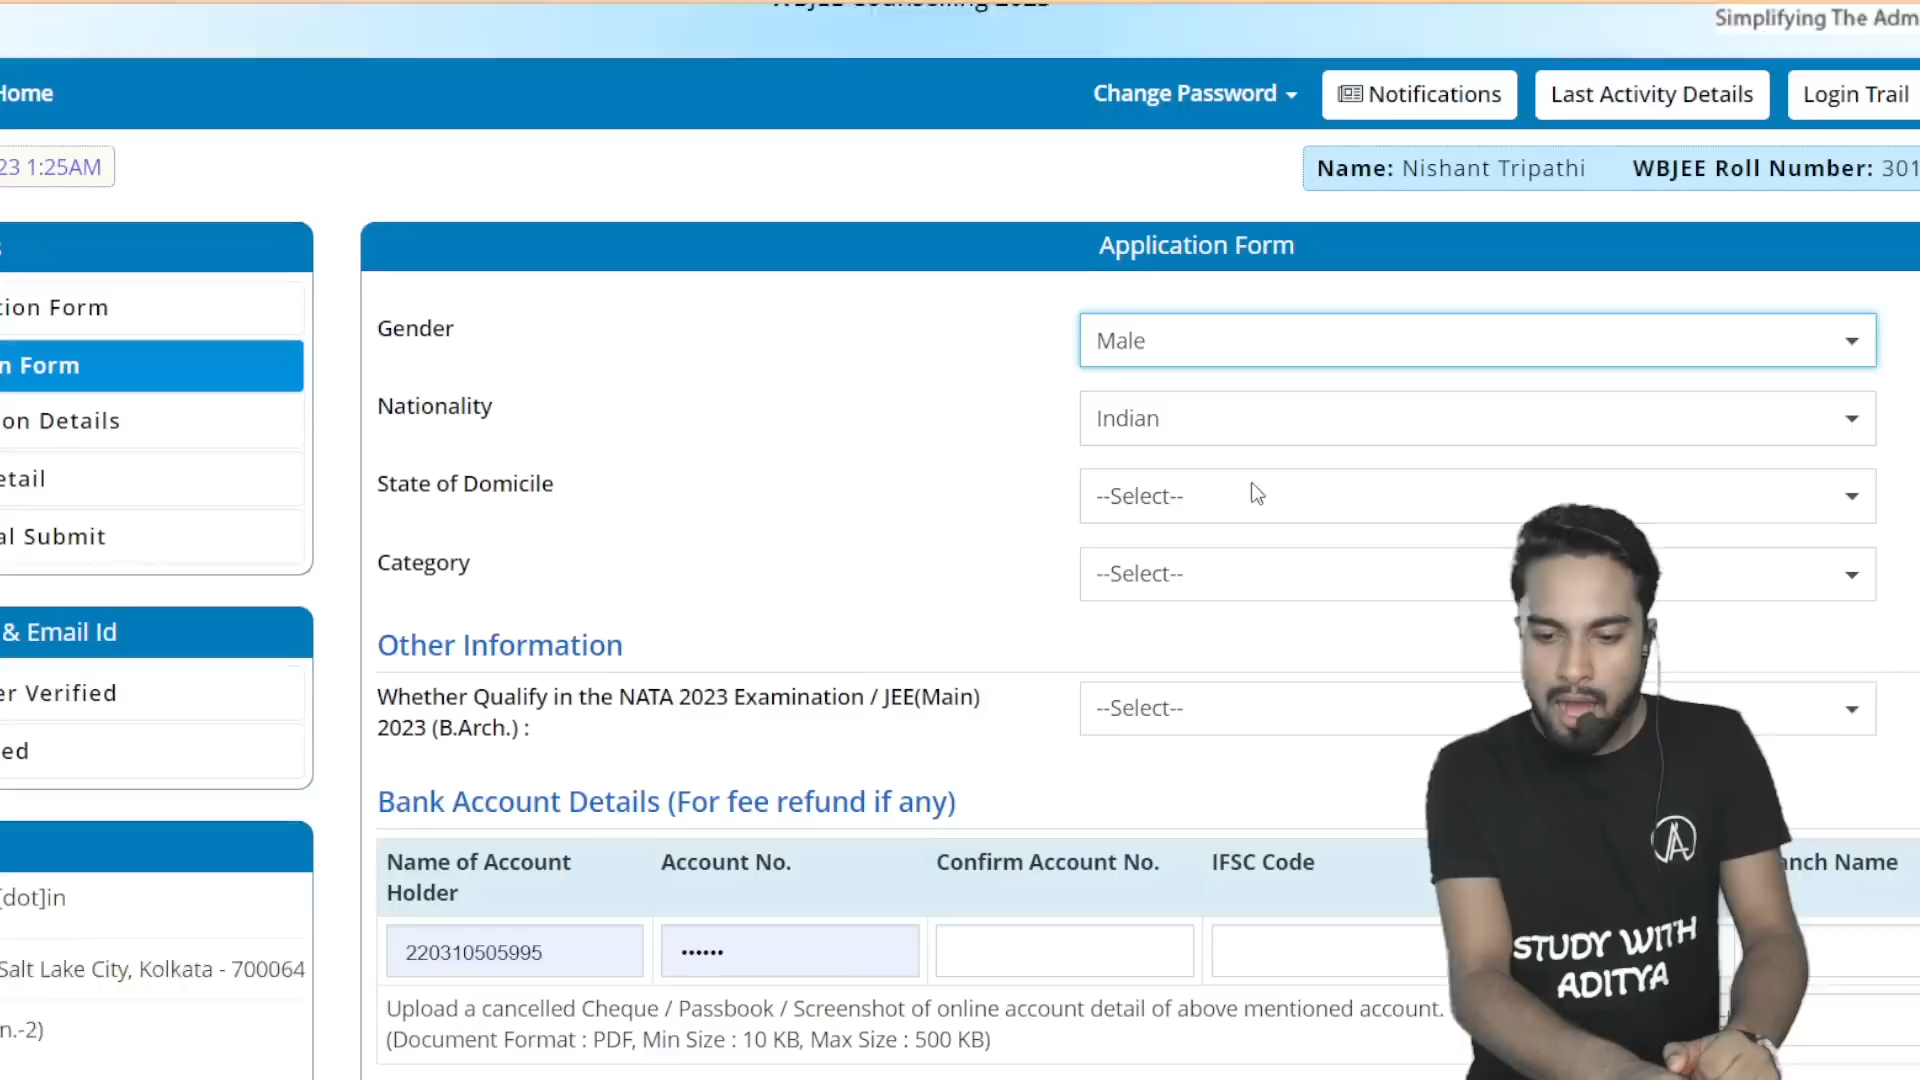 WBJEE Counselling 2023
Simplifying The Adm
Home
Change Password
Notifications
Last Activity Details
Login Trail
23 1:25AM
Name: Nishant Tripathi
WBJEE Roll Number: 301
Application Form
tion Form
n Form
on Details
etail
al Submit
Gender
Male
Nationality
Indian
State of Domicile
--Select--
Category
--Select--
& Email Id
er Verified
ed
Other Information
Whether Qualify in the NATA 2023 Examination / JEE(Main)
2023 (B.Arch.) :
--Select--
Bank Account Details (For fee refund if any)
Name of Account
Holder
Account No.
Confirm Account No.
IFSC Code
anch Name
220310505995
••••••
[dot]in
Salt Lake City, Kolkata - 700064
n.-2)
Upload a cancelled Cheque / Passbook / Screenshot of online account detail of above mentioned account.
(Document Format : PDF, Min Size : 10 KB, Max Size : 500 KB)
STUDY WITH
ADITYA